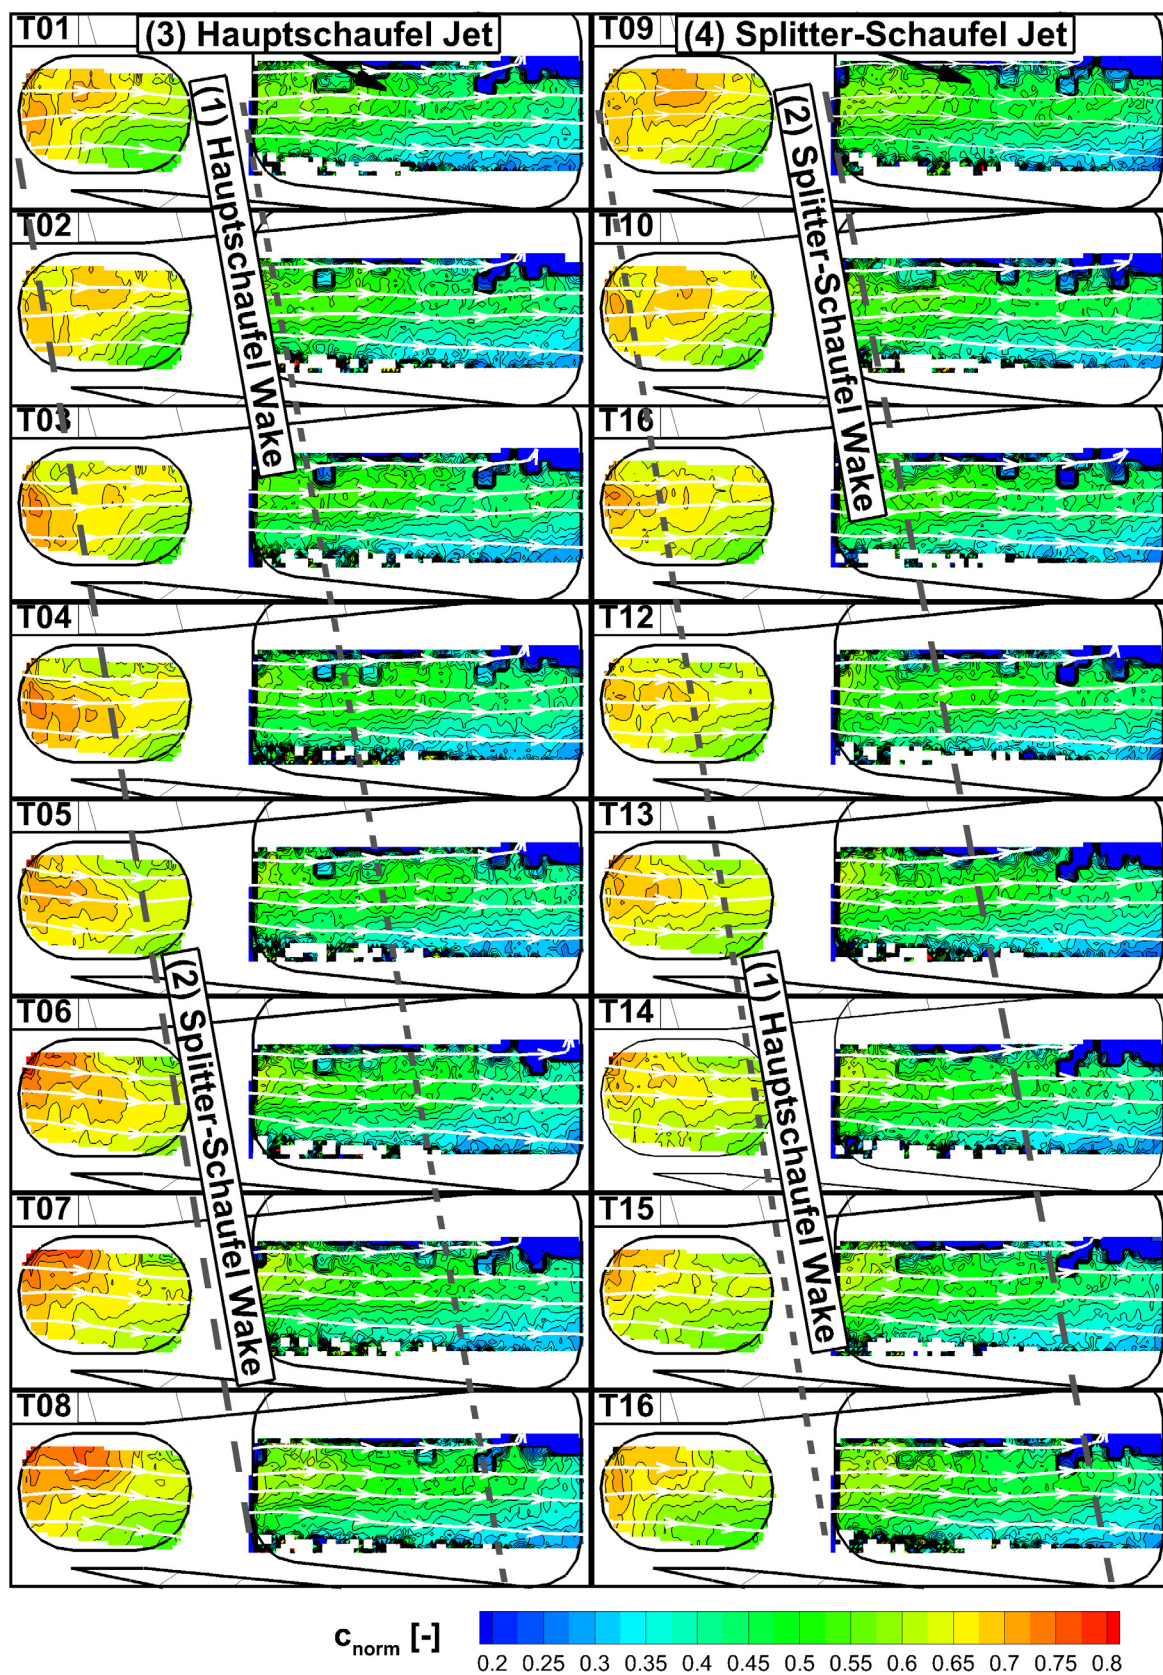 T01
(3) Hauptschaufel Jet
T09
(4) Splitter-Schaufel Jet
(1) Hauptschaufel Wake
(2) Splitter-Schaufel Wake
T02
T10
T03
T16
T04
T12
T05
T13
(2) Splitter-Schaufel Wake
(1) Hauptschaufel Wake
T06
T14
T07
T15
T08
T16
c_norm [-]
0.2 0.25 0.3 0.35 0.4 0.45 0.5 0.55 0.6 0.65 0.7 0.75 0.8